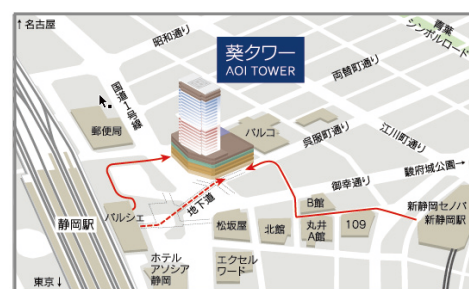 ↑名古屋
昭和通り
青葉
シンボルロード
葵タワー
AOI TOWER
両替町通り
国道1号線
郵便局
パルコ
呉服町通り
江川町通り
駿府城公園→
御幸通り
静岡駅
パルシェ
地下道
B館
新静岡セノバ
新静岡駅
松坂屋
北館
丸井
A館
109
ホテル
アソシア
静岡
エクセル
ワード
東京↓